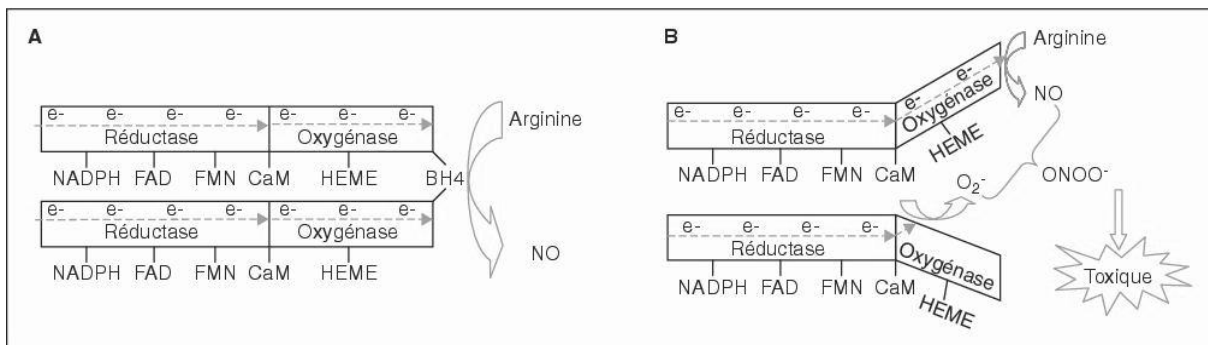 A
e- e- e- e- e- e- e-
Réductase Oxygénase
NADPH FAD FMN CaM HEME
BH4
Arginine
e- e- e- e- e- e- e-
Réductase Oxygénase
NADPH FAD FMN CaM HEME
NO
B
Arginine
e- e- e- e- e- e-
Réductase Oxygénase
NO
NADPH FAD FMN CaM HEME
O2- ONOO-
e- e- e- e-
Réductase Oxygénase
NADPH FAD FMN CaM HEME
Toxique